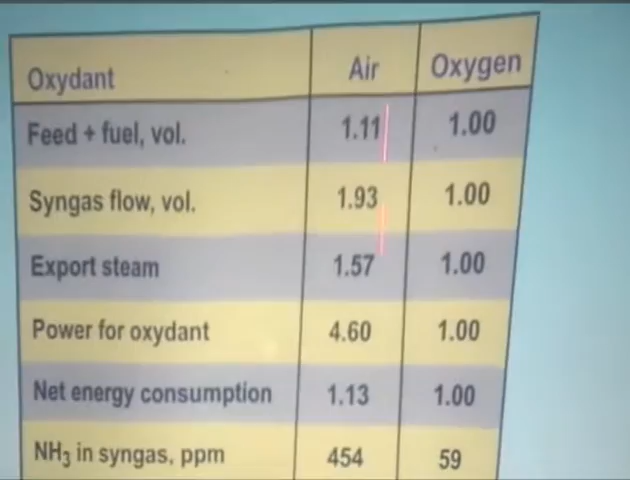 Oxydant Air Oxygen
Feed + fuel, vol. 1.11 1.00
Syngas flow, vol. 1.93 1.00
Export steam 1.57 1.00
Power for oxydant 4.60 1.00
Net energy consumption 1.13 1.00
NH₃ in syngas, ppm 454 59